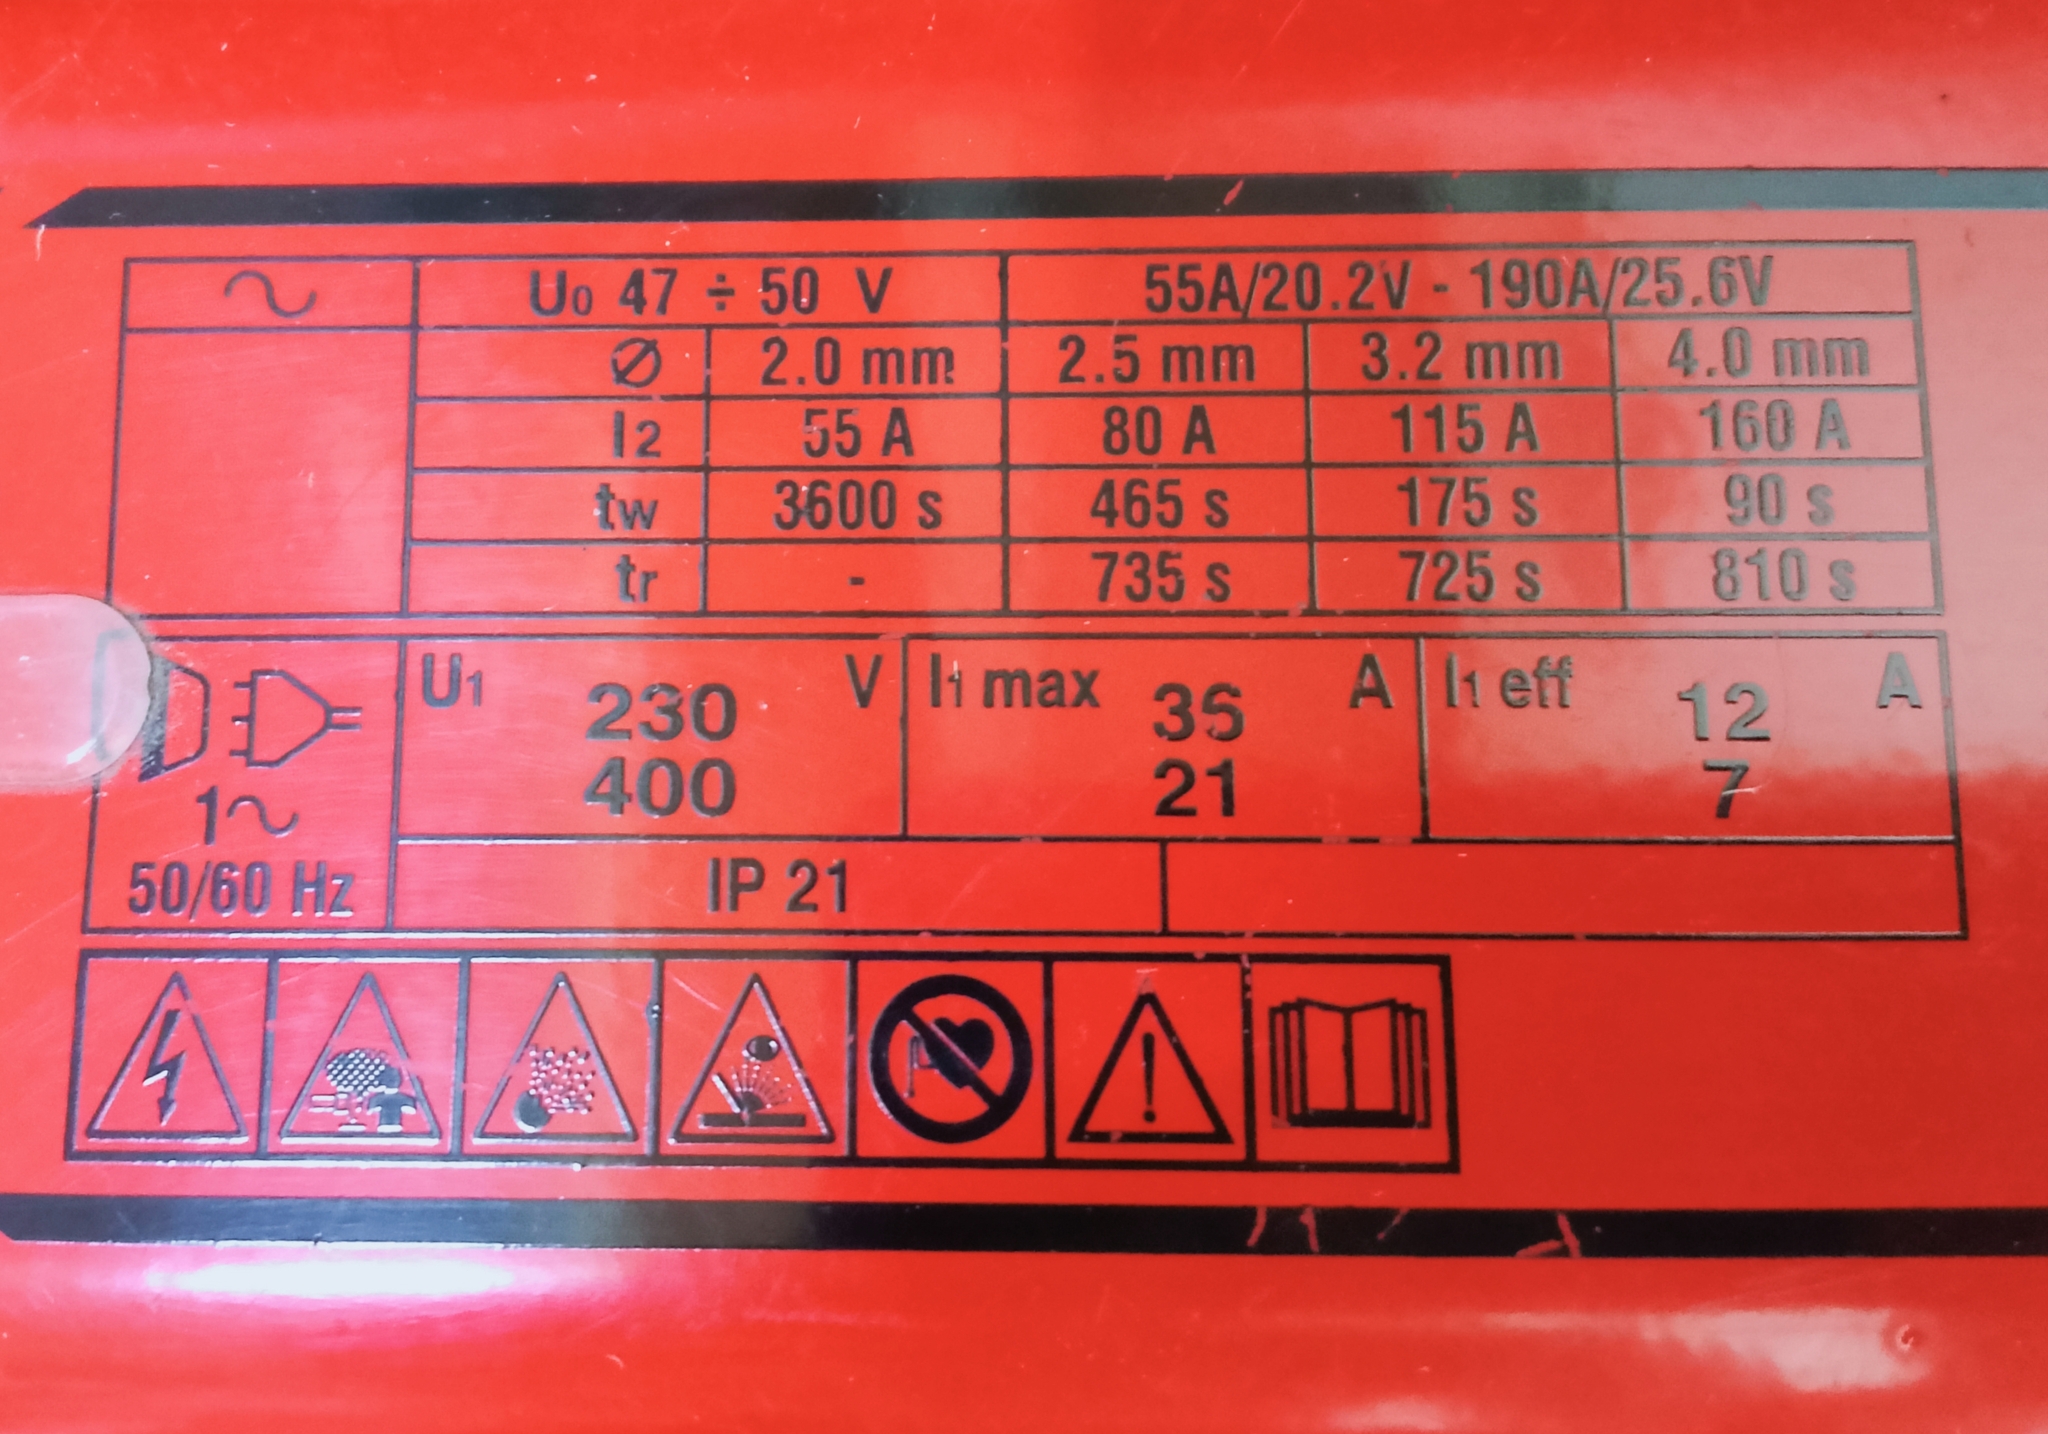 ∿ U0 47 ÷ 50 V 55A/20.2V - 190A/25.6V
Ø 2.0 mm 2.5 mm 3.2 mm 4.0 mm
I2 55 A 80 A 115 A 160 A
tw 3600 s 465 s 175 s 90 s
tr - 735 s 725 s 810 s
U1 230 V I1 max 36 A I1 eff 12 A
400 21 7
1∿
50/60 Hz IP 21